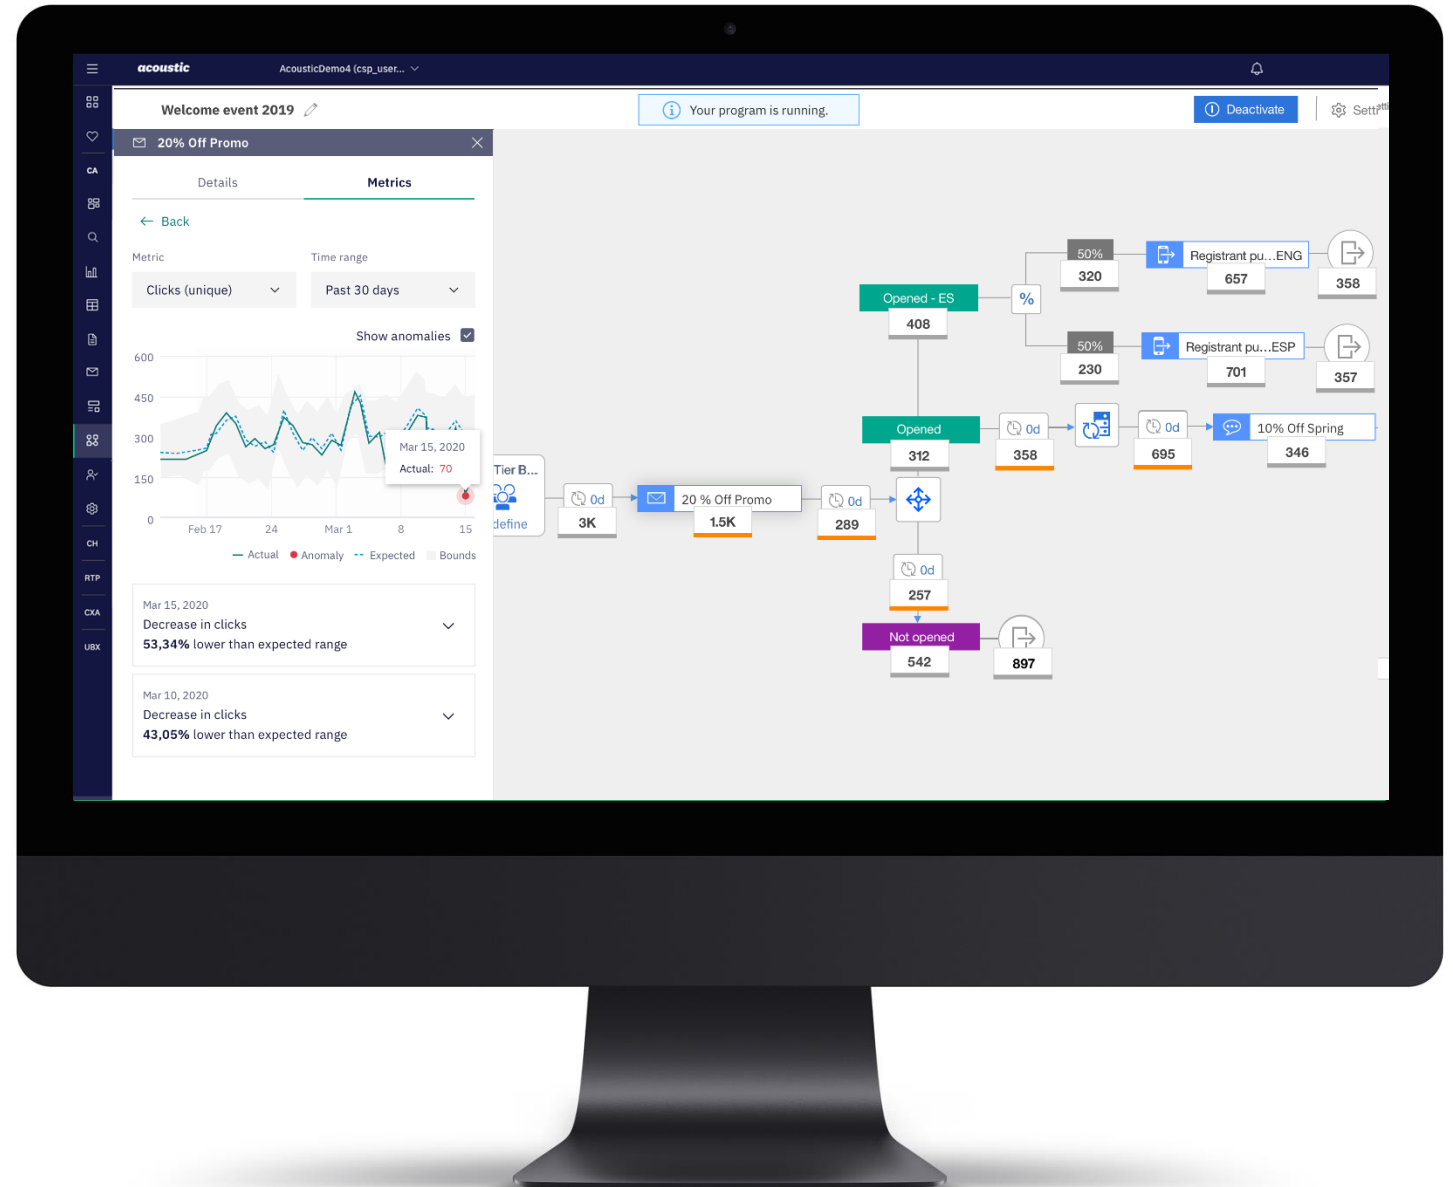 acoustic
AcousticDemo4 (csp_user...
Welcome event 2019
Your program is running.
Deactivate
20% Off Promo
Details
Metrics
Back
Metric
Time range
Clicks (unique)
Past 30 days
Show anomalies
600
450
300
150
0
Mar 15, 2020
Actual: 70
Feb 17
24
Mar 1
8
15
Actual
Anomaly
Expected
Bounds
Mar 15, 2020
Decrease in clicks
53,34% lower than expected range
Mar 10, 2020
Decrease in clicks
43,05% lower than expected range
CA
CH
RTP
CXA
UBX
Tier B...
define
0d
3K
20 % Off Promo
1.5K
0d
289
Opened - ES
408
%
50%
320
Registrant pu...ENG
657
358
50%
230
Registrant pu...ESP
701
357
Opened
312
0d
358
0d
695
10% Off Spring
346
0d
257
Not opened
542
897